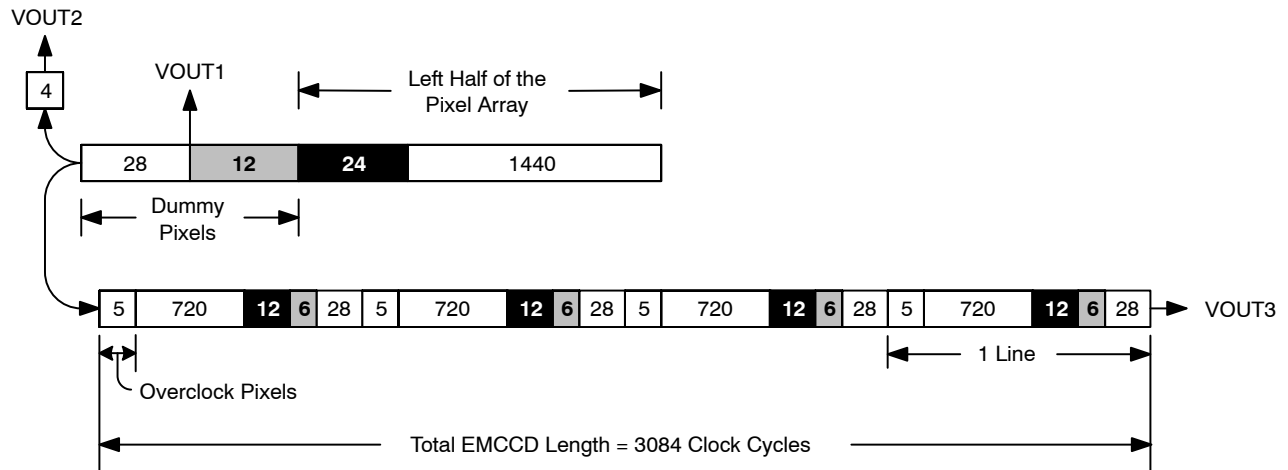 VOUT2
4
VOUT1
Left Half of the
Pixel Array
28 12 24 1440
Dummy
Pixels
5 720 12 6 28 5 720 12 6 28 5 720 12 6 28 5 720 12 6 28
VOUT3
1 Line
Overclock Pixels
Total EMCCD Length = 3084 Clock Cycles